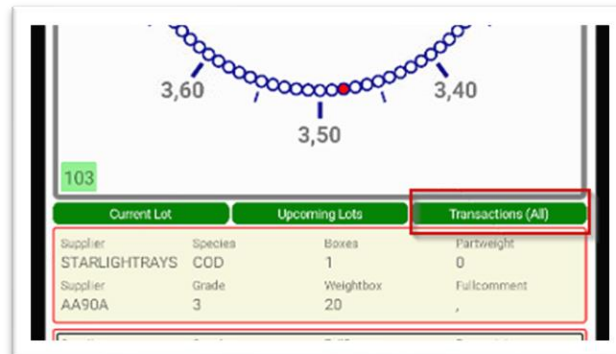 3,60
3,40
3,50
103
Current Lot Upcoming Lots Transactions (All)
Supplier Species Boxes Partweight
STARLIGHTRAYS COD 1 0
Supplier Grade Weightbox Fullcomment
AA90A 3 20 ,